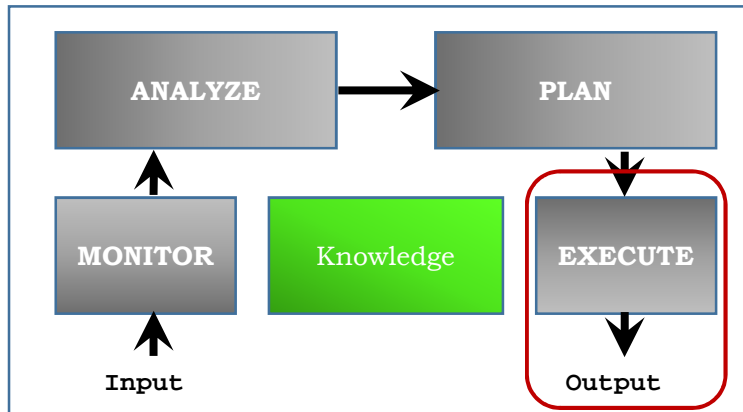 ANALYZE
PLAN
MONITOR
Knowledge
EXECUTE
Input
Output